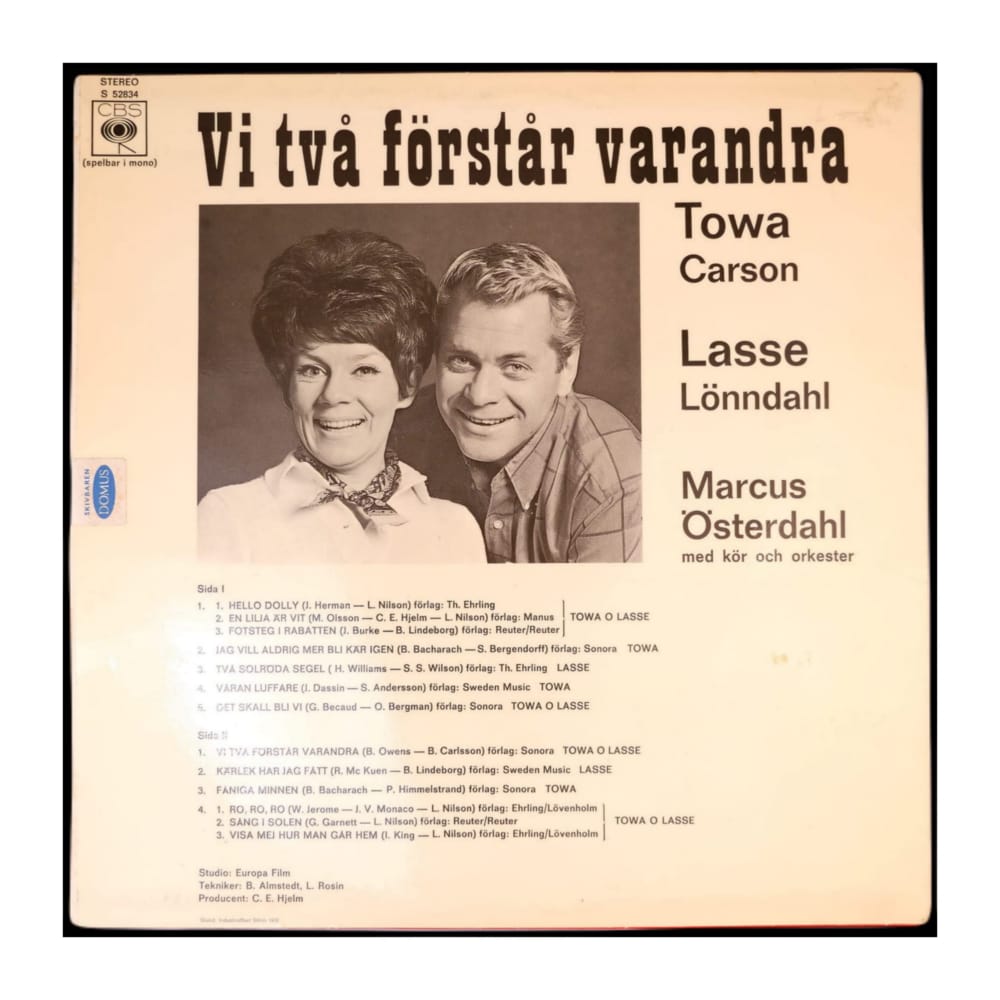 STEREO
S 52834
CBS
(spelbar i mono)
Vi två förstår varandra
Towa
Carson
Lasse
Lönndahl
Marcus
Österdahl
med kör och orkester
SKIVBAREN
DOMUS
Sida I
1. 1. HELLO DOLLY (J. Herman — L. Nilson) förlag: Th. Ehrling
2. EN LILJA ÄR VIT (M. Olsson — C. E. Hjelm — L. Nilson) förlag: Manus TOWA O LASSE
3. FOTSTEG I RABATTEN (J. Burke — B. Lindeborg) förlag: Reuter/Reuter
2. JAG VILL ALDRIG MER BLI KÄR IGEN (B. Bacharach — S. Bergendorff) förlag: Sonora TOWA
3. TVÅ SOLRÖDA SEGEL ( H. Williams — S. S. Wilson) förlag: Th. Ehrling LASSE
4. VÄRAN LUFFARE (J. Dassin — S. Andersson) förlag: Sweden Music TOWA
5. DET SKALL BLI VI (G. Becaud — O. Bergman) förlag: Sonora TOWA O LASSE
Sida II
1. VI TVÅ FÖRSTÅR VARANDRA (B. Owens — B. Carlsson) förlag: Sonora TOWA O LASSE
2. KÄRLEK HAR JAG FÅTT (R. Mc Kuen — B. Lindeborg) förlag: Sweden Music LASSE
3. FÅNIGA MINNEN (B. Bacharach — P. Himmelstrand) förlag: Sonora TOWA
4. 1. RO, RO, RO (W. Jerome — J. V. Monaco — L. Nilson) förlag: Ehrling/Lövenholm
2. SÅNG I SOLEN (G. Garnett — L. Nilson) förlag: Reuter/Reuter TOWA O LASSE
3. VISA MEJ HUR MAN GÅR HEM (I. King — L. Nilson) förlag: Ehrling/Lövenholm
Studio: Europa Film
Tekniker: B. Almstedt, L. Rosin
Producent: C. E. Hjelm